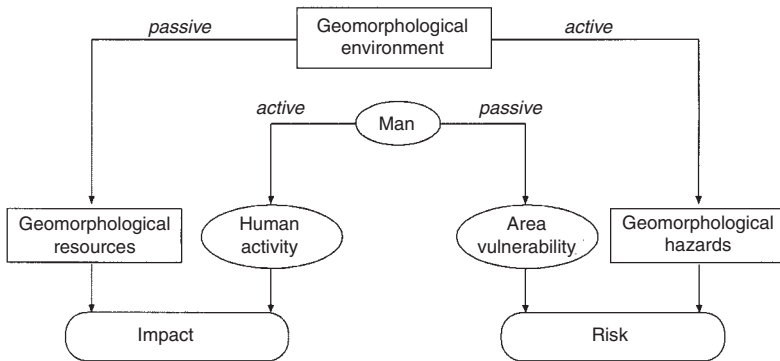 Geomorphological
environment
passive
active
active
Man
passive
Geomorphological
resources
Human
activity
Area
vulnerability
Geomorphological
hazards
Impact
Risk